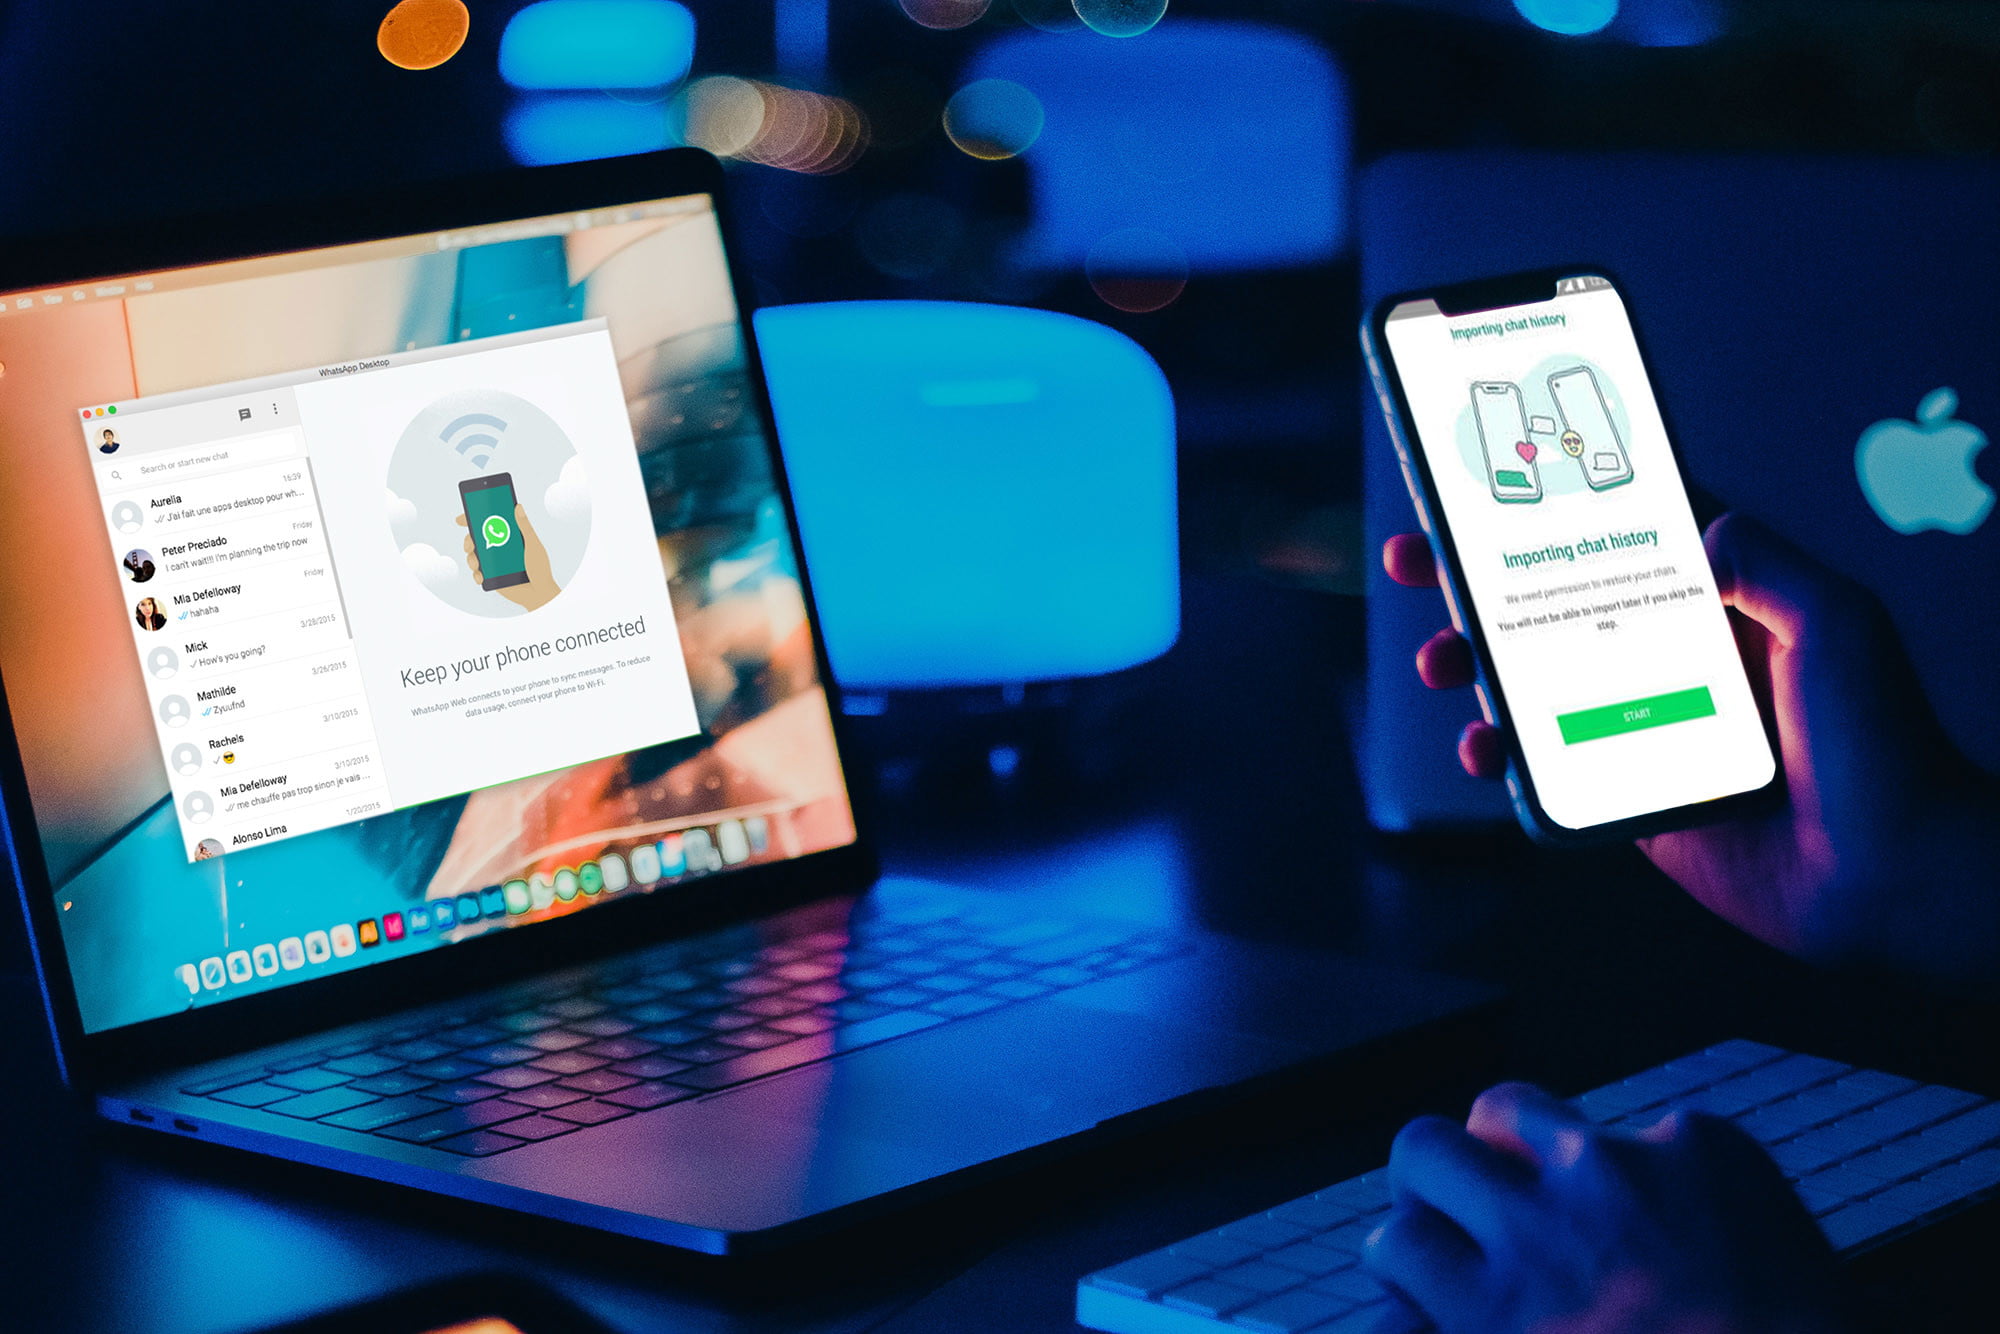 Edit View Go Window Help
WhatsApp Desktop
Search or start new chat
Aurelia 16:39
J'ai fait une apps desktop pour wh...
Peter Preciado Friday
I can't wait!!! I'm planning the trip now
Mia Defelloway Friday
hahaha
Mick 3/28/2015
How's you going?
Mathilde 3/26/2015
Zyuufnd
Rachels 3/10/2015
😎
Mia Defelloway 3/10/2015
me chauffe pas trop sinon je vais ...
Alonso Lima 1/20/2015
Keep your phone connected
WhatsApp Web connects to your phone to sync messages. To reduce
data usage, connect your phone to Wi-Fi.
Importing chat history
Importing chat history
We need permission to restore your chats.
You will not be able to import later if you skip this
step.
START